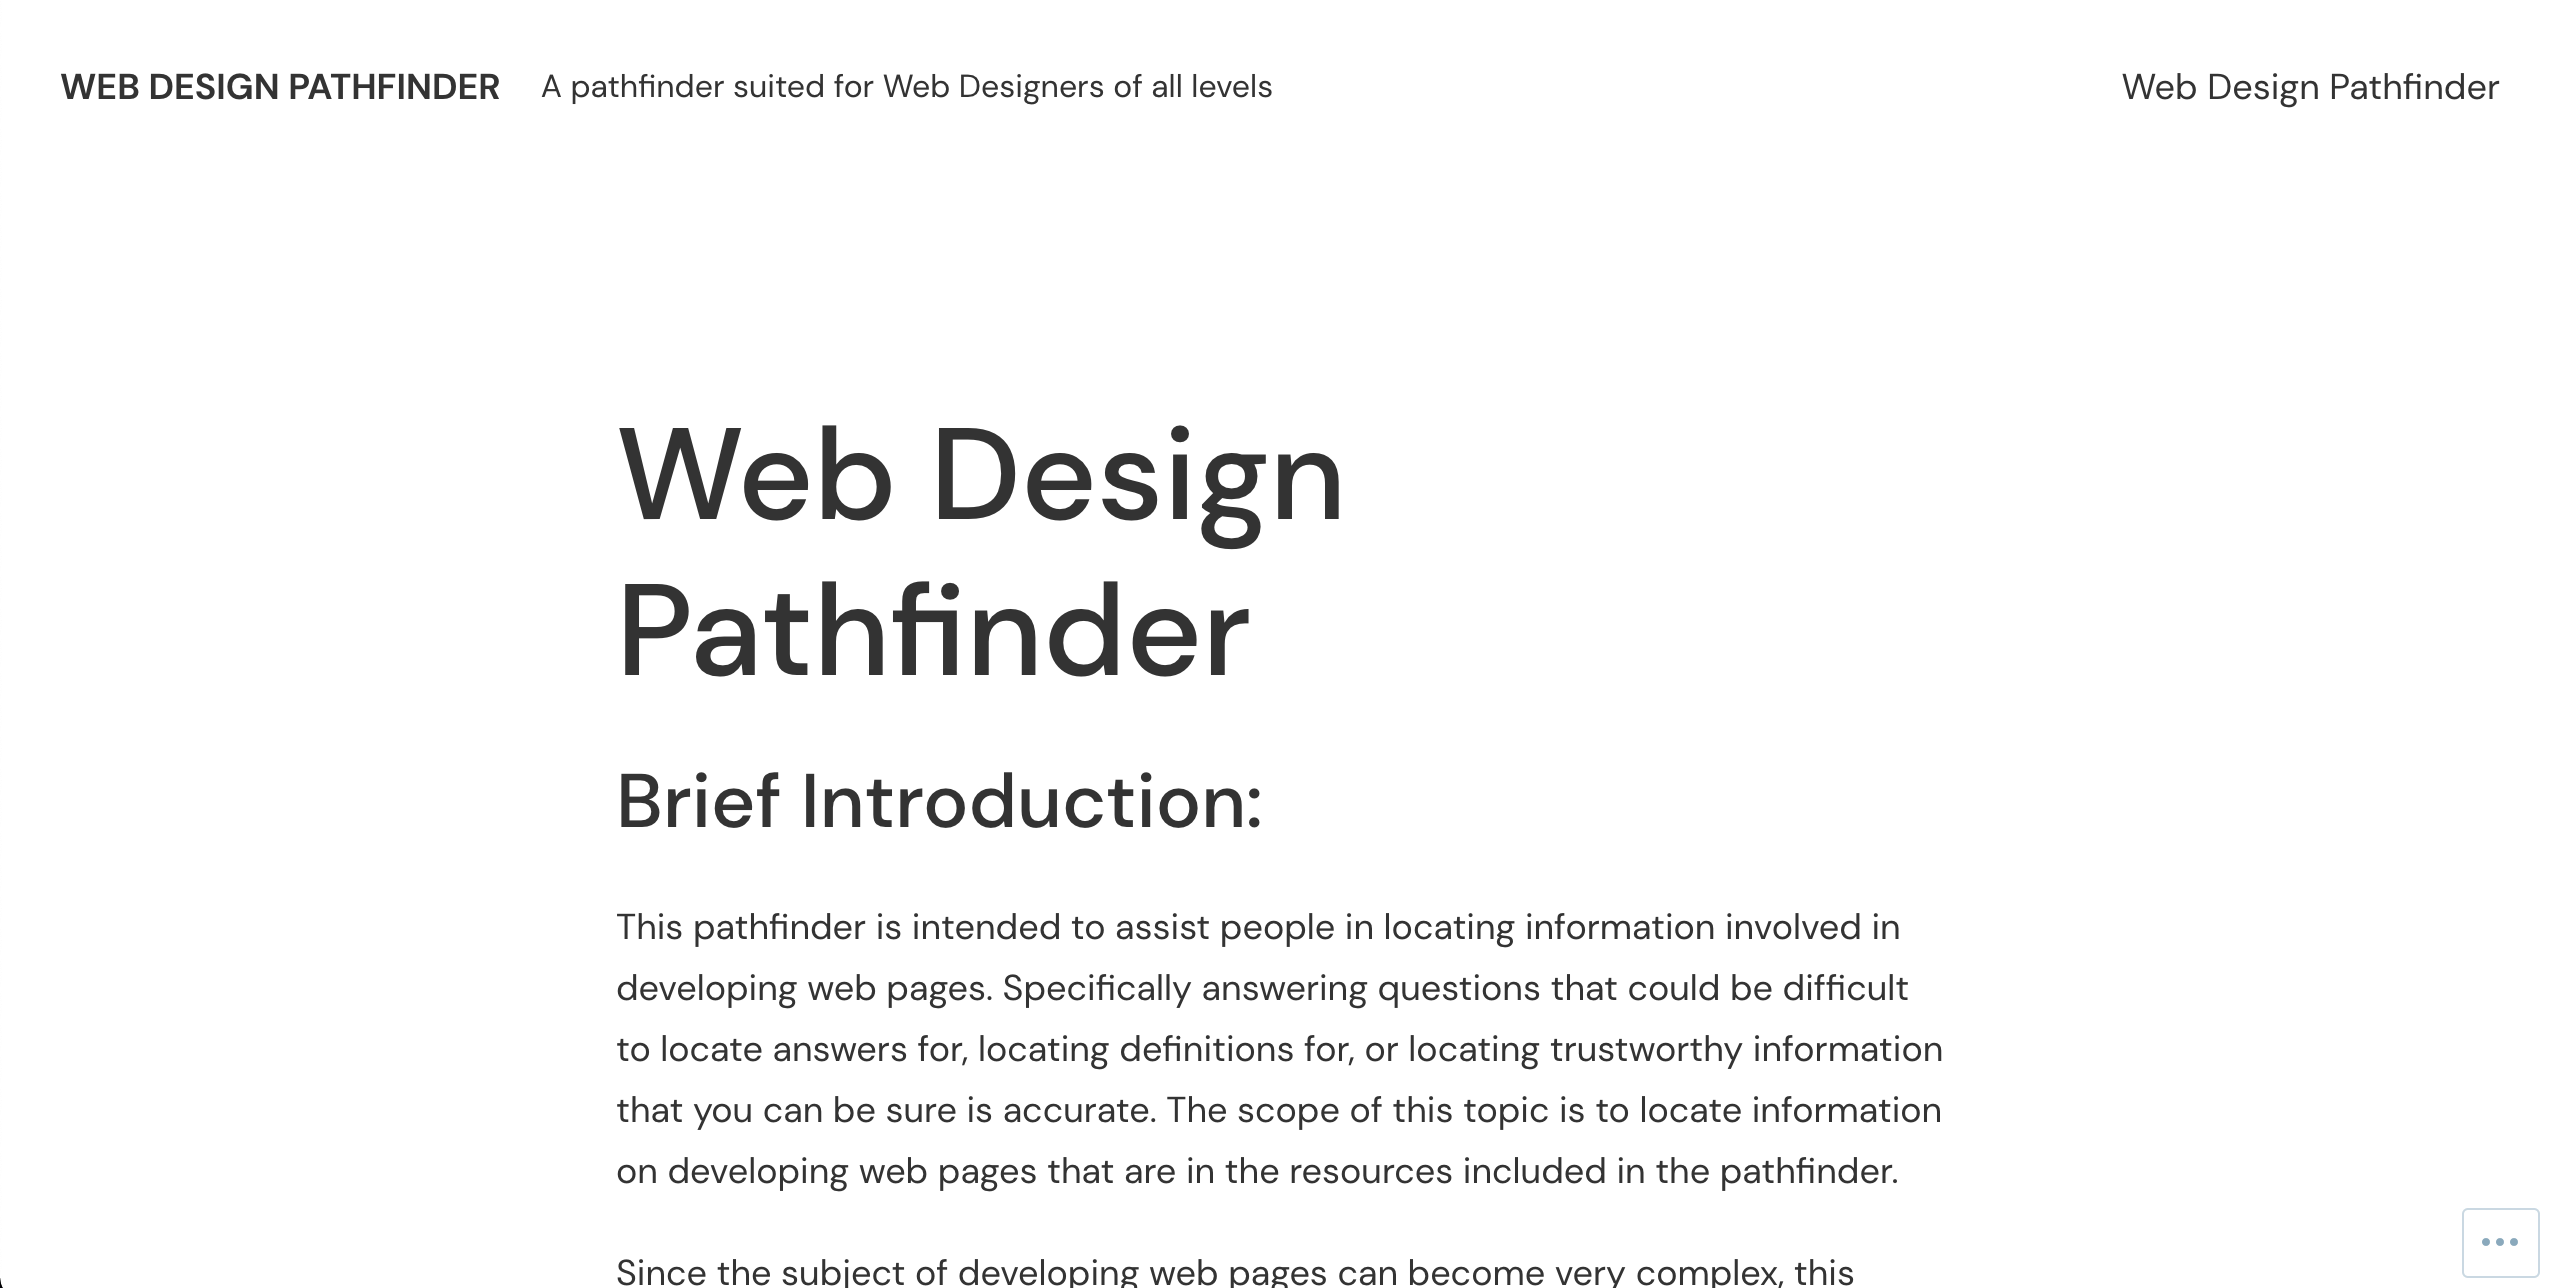 WEB DESIGN PATHFINDER A pathfinder suited for Web Designers of all levels Web Design Pathfinder
Web Design
Pathfinder
Brief Introduction:
This pathfinder is intended to assist people in locating information involved in
developing web pages. Specifically answering questions that could be difficult
to locate answers for, locating definitions for, or locating trustworthy information
that you can be sure is accurate. The scope of this topic is to locate information
on developing web pages that are in the resources included in the pathfinder.
Since the subject of developing web pages can become very complex, this